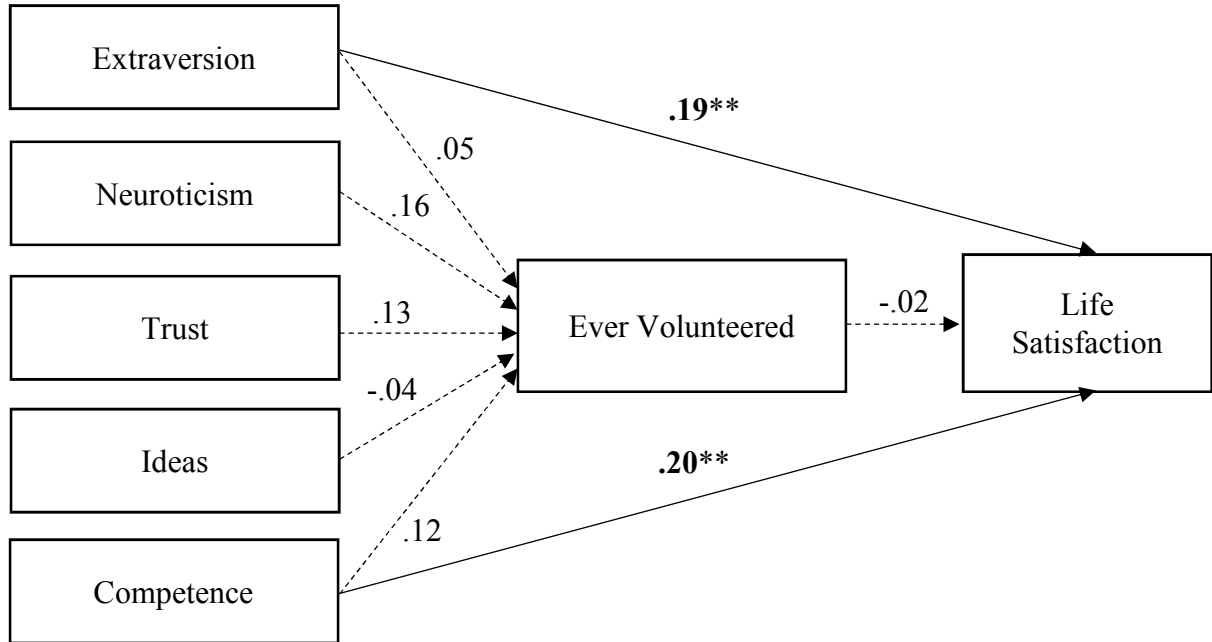 Extraversion
.19**
.05
Neuroticism
.16
Trust
.13
Ever Volunteered
-.02
Life
Satisfaction
-.04
Ideas
.20**
.12
Competence